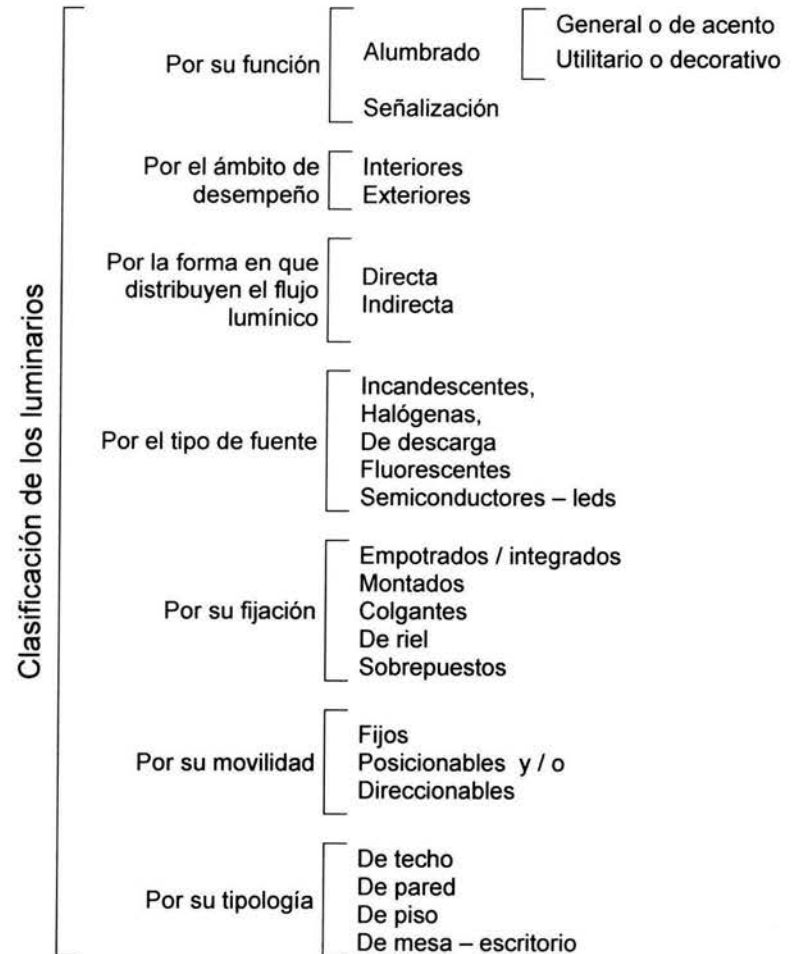 Clasificación de los luminarios
Por su función
Alumbrado
General o de acento
Utilitario o decorativo
Señalización
Por el ámbito de
desempeño
Interiores
Exteriores
Por la forma en que
distribuyen el flujo
lumínico
Directa
Indirecta
Por el tipo de fuente
Incandescentes,
Halógenas,
De descarga
Fluorescentes
Semiconductores – leds
Por su fijación
Empotrados / integrados
Montados
Colgantes
De riel
Sobrepuestos
Por su movilidad
Fijos
Posicionables y / o
Direccionables
Por su tipología
De techo
De pared
De piso
De mesa – escritorio